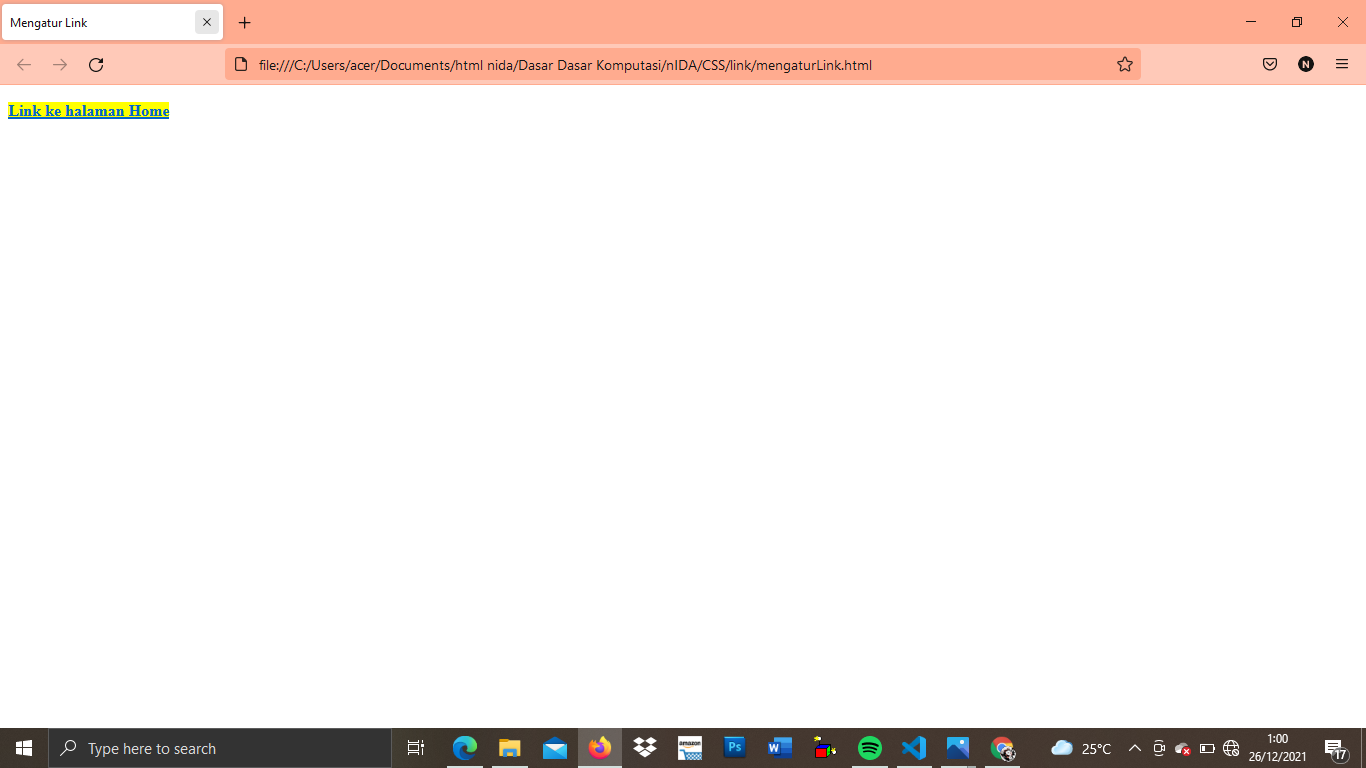 Mengatur Link
file:///C:/Users/acer/Documents/html nida/Dasar Dasar Komputasi/nIDA/CSS/link/mengaturLink.html
N
Link ke halaman Home
Type here to search
amazon
Ps
W
25°C
1:00
26/12/2021
17